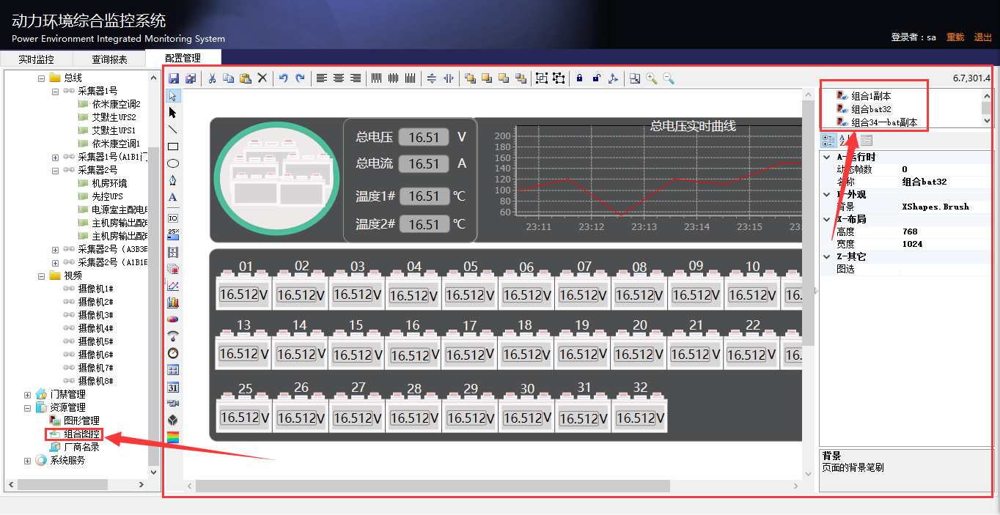 动力环境综合监控系统
Power Environment Integrated Monitoring System
登录者：sa 重载 退出
实时监控 查询报表 配置管理
总线
采集器1号
依米康空调2
艾默生UPS2
艾默生UPS1
依米康空调1
采集器1号(A1B1门
采集器2号
机房环境
先控UPS
电源室主配电
主机房输出配
主机房输出配
采集器2号（A3B3
采集器2号（A1B1
视频
摄像机1#
摄像机2#
摄像机3#
摄像机4#
摄像机5#
摄像机6#
摄像机7#
摄像机8#
门禁管理
资源管理
图形管理
组合图控
厂商名录
系统服务
6.7,301.4
A
IO
25%
31
总电压 16.51 V
总电流 16.51 A
温度1# 16.51 ℃
温度2# 16.51 ℃
总电压实时曲线
200
180
160
140
120
100
80
60
23:11 23:12 23:13 23:14 23:15 23:
01 02 03 04 05 06 07 08 09 10
16.512V 16.512V 16.512V 16.512V 16.512V 16.512V 16.512V 16.512V 16.512V 16.512V 16.
13 14 15 16 17 18 19 20 21 22
16.512V 16.512V 16.512V 16.512V 16.512V 16.512V 16.512V 16.512V 16.512V 16.512V 16.
25 26 27 28 29 30 31 32
16.512V 16.512V 16.512V 16.512V 16.512V 16.512V 16.512V 16.512V
组合1副本
组合bat32
组合34—bat副本
A-运行时
动态帧数 0
名称 组合bat32
外观
背景 XShapes.Brush
X-布局
高度 768
宽度 1024
Z-其它
图选
背景
页面的背景笔刷